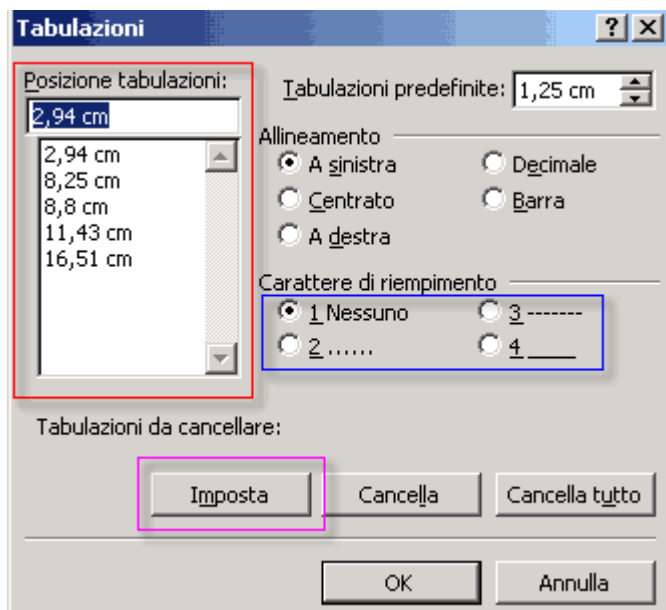 Tabulazioni
Posizione tabulazioni:
2,94 cm
2,94 cm
8,25 cm
8,8 cm
11,43 cm
16,51 cm
Tabulazioni predefinite: 1,25 cm
Allineamento
A sinistra
Decimale
Centrato
Barra
A destra
Carattere di riempimento
1 Nessuno
3 -------
2 ......
4 ____
Tabulazioni da cancellare:
Imposta
Cancella
Cancella tutto
OK
Annulla